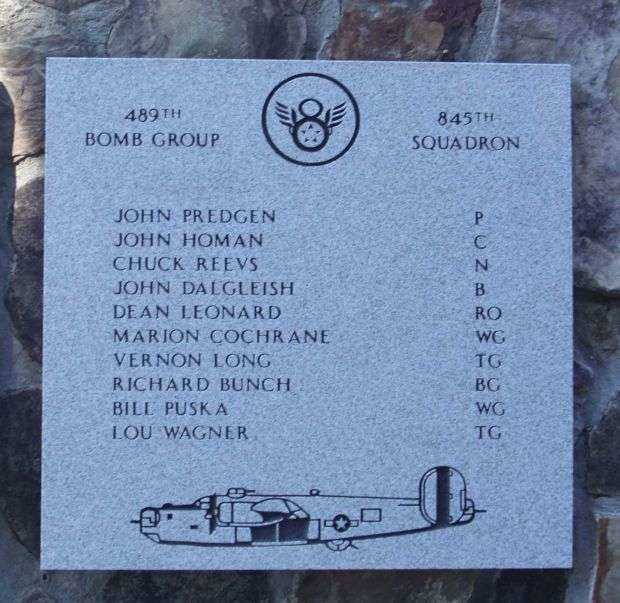 489TH
BOMB GROUP
845TH
SQUADRON
JOHN PREDGEN P
JOHN HOMAN C
CHUCK REEVS N
JOHN DALGLEISH B
DEAN LEONARD RO
MARION COCHRANE WG
VERNON LONG TG
RICHARD BUNCH BG
BILL PUSKA WG
LOU WAGNER TG